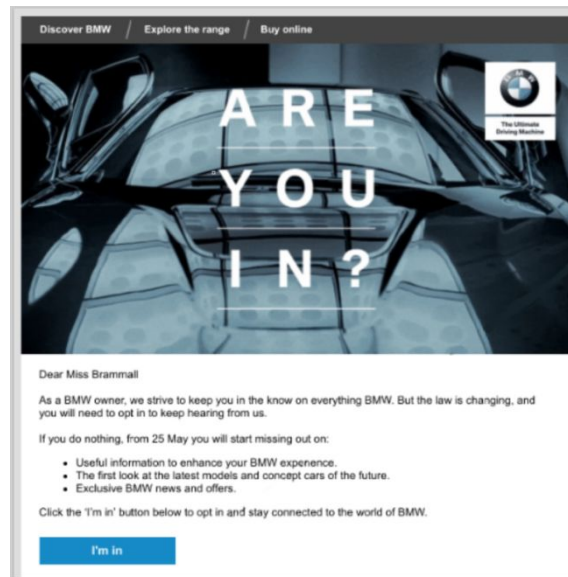 Discover BMW / Explore the range / Buy online
BMW
The Ultimate
Driving Machine
ARE
YOU
IN?
Dear Miss Brammall
As a BMW owner, we strive to keep you in the know on everything BMW. But the law is changing, and
you will need to opt in to keep hearing from us.
If you do nothing, from 25 May you will start missing out on:
• Useful information to enhance your BMW experience.
• The first look at the latest models and concept cars of the future.
• Exclusive BMW news and offers.
Click the 'I'm in' button below to opt in and stay connected to the world of BMW.
I'm in